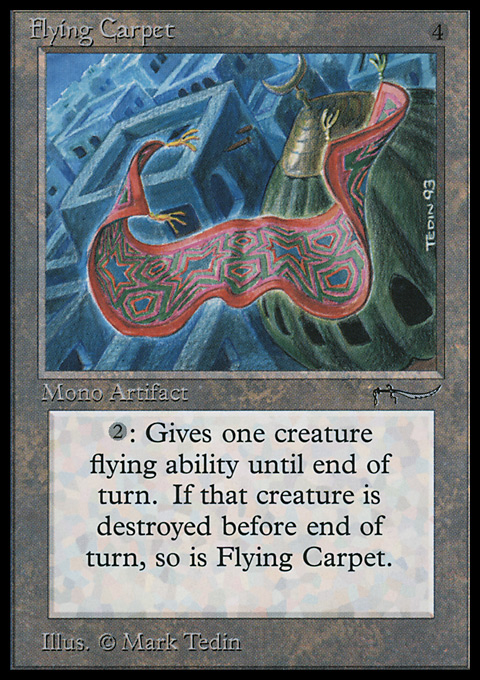 Flying Carpet
4
TEDIN 93
Mono Artifact
2: Gives one creature
flying ability until end of
turn. If that creature is
destroyed before end of
turn, so is Flying Carpet.
Illus. © Mark Tedin